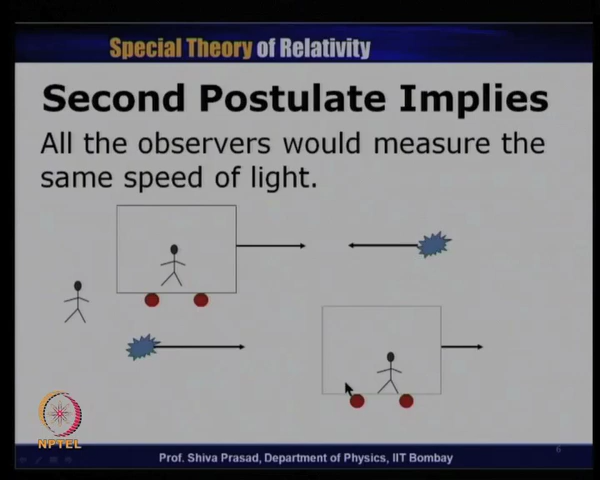 Special Theory of Relativity
Second Postulate Implies
All the observers would measure the
same speed of light.
NPTEL
Prof. Shiva Prasad, Department of Physics, IIT Bombay
6